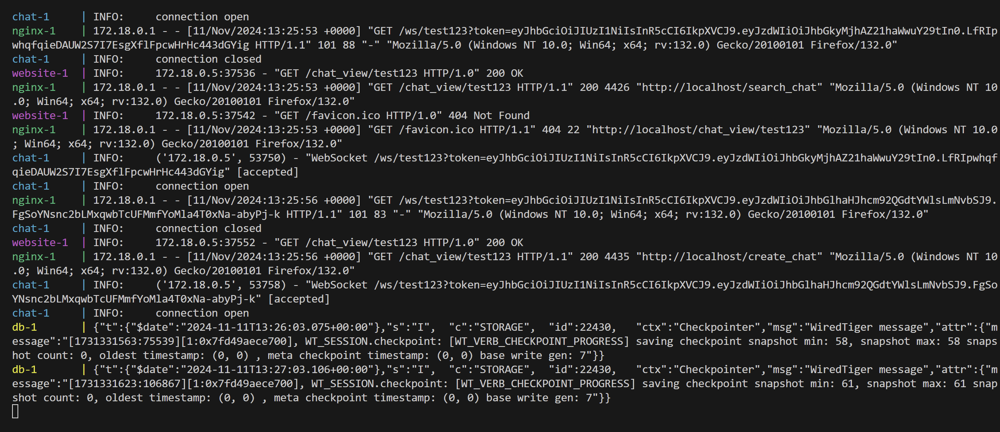 chat-1     | INFO:     connection open
nginx-1    | 172.18.0.1 - - [11/Nov/2024:13:25:53 +0000] "GET /ws/test123?token=eyJhbGciOiJIUzI1NiIsInR5cCI6IkpXVCJ9.eyJzdWIiOiJhbGkyMjhAZ21haWwuY29tIn0.LfRIp
whqfqieDAUW2S7I7EsgXflFpcwHrHc443dGYig HTTP/1.1" 101 88 "-" "Mozilla/5.0 (Windows NT 10.0; Win64; x64; rv:132.0) Gecko/20100101 Firefox/132.0"
chat-1     | INFO:     connection closed
website-1  | INFO:     172.18.0.5:37536 - "GET /chat_view/test123 HTTP/1.0" 200 OK
nginx-1    | 172.18.0.1 - - [11/Nov/2024:13:25:53 +0000] "GET /chat_view/test123 HTTP/1.1" 200 4426 "http://localhost/search_chat" "Mozilla/5.0 (Windows NT 10
.0; Win64; x64; rv:132.0) Gecko/20100101 Firefox/132.0"
website-1  | INFO:     172.18.0.5:37542 - "GET /favicon.ico HTTP/1.0" 404 Not Found
nginx-1    | 172.18.0.1 - - [11/Nov/2024:13:25:53 +0000] "GET /favicon.ico HTTP/1.1" 404 22 "http://localhost/chat_view/test123" "Mozilla/5.0 (Windows NT 10.0
; Win64; x64; rv:132.0) Gecko/20100101 Firefox/132.0"
chat-1     | INFO:     ('172.18.0.5', 53750) - "WebSocket /ws/test123?token=eyJhbGciOiJIUzI1NiIsInR5cCI6IkpXVCJ9.eyJzdWIiOiJhbGkyMjhAZ21haWwuY29tIn0.LfRIpwhqf
qieDAUW2S7I7EsgXflFpcwHrHc443dGYig" [accepted]
chat-1     | INFO:     connection open
nginx-1    | 172.18.0.1 - - [11/Nov/2024:13:25:56 +0000] "GET /ws/test123?token=eyJhbGciOiJIUzI1NiIsInR5cCI6IkpXVCJ9.eyJzdWIiOiJhbGlhaHJhcm92QGdtYWlsLmNvbSJ9.
FgSoYNsnc2bLMxqwbTcUFMmfYoMla4T0xNa-abyPj-k HTTP/1.1" 101 83 "-" "Mozilla/5.0 (Windows NT 10.0; Win64; x64; rv:132.0) Gecko/20100101 Firefox/132.0"
chat-1     | INFO:     connection closed
website-1  | INFO:     172.18.0.5:37552 - "GET /chat_view/test123 HTTP/1.0" 200 OK
nginx-1    | 172.18.0.1 - - [11/Nov/2024:13:25:56 +0000] "GET /chat_view/test123 HTTP/1.1" 200 4435 "http://localhost/create_chat" "Mozilla/5.0 (Windows NT 10
.0; Win64; x64; rv:132.0) Gecko/20100101 Firefox/132.0"
chat-1     | INFO:     ('172.18.0.5', 53758) - "WebSocket /ws/test123?token=eyJhbGciOiJIUzI1NiIsInR5cCI6IkpXVCJ9.eyJzdWIiOiJhbGlhaHJhcm92QGdtYWlsLmNvbSJ9.FgSo
YNsnc2bLMxqwbTcUFMmfYoMla4T0xNa-abyPj-k" [accepted]
chat-1     | INFO:     connection open
db-1       | {"t":{"$date":"2024-11-11T13:26:03.075+00:00"},"s":"I",  "c":"STORAGE",  "id":22430,   "ctx":"Checkpointer","msg":"WiredTiger message","attr":{"m
essage":"[1731331563:75539][1:0x7fd49aece700], WT_SESSION.checkpoint: [WT_VERB_CHECKPOINT_PROGRESS] saving checkpoint snapshot min: 58, snapshot max: 58 snaps
hot count: 0, oldest timestamp: (0, 0) , meta checkpoint timestamp: (0, 0) base write gen: 7"}}
db-1       | {"t":{"$date":"2024-11-11T13:27:03.106+00:00"},"s":"I",  "c":"STORAGE",  "id":22430,   "ctx":"Checkpointer","msg":"WiredTiger message","attr":{"m
essage":"[1731331623:106867][1:0x7fd49aece700], WT_SESSION.checkpoint: [WT_VERB_CHECKPOINT_PROGRESS] saving checkpoint snapshot min: 61, snapshot max: 61 snap
shot count: 0, oldest timestamp: (0, 0) , meta checkpoint timestamp: (0, 0) base write gen: 7"}}